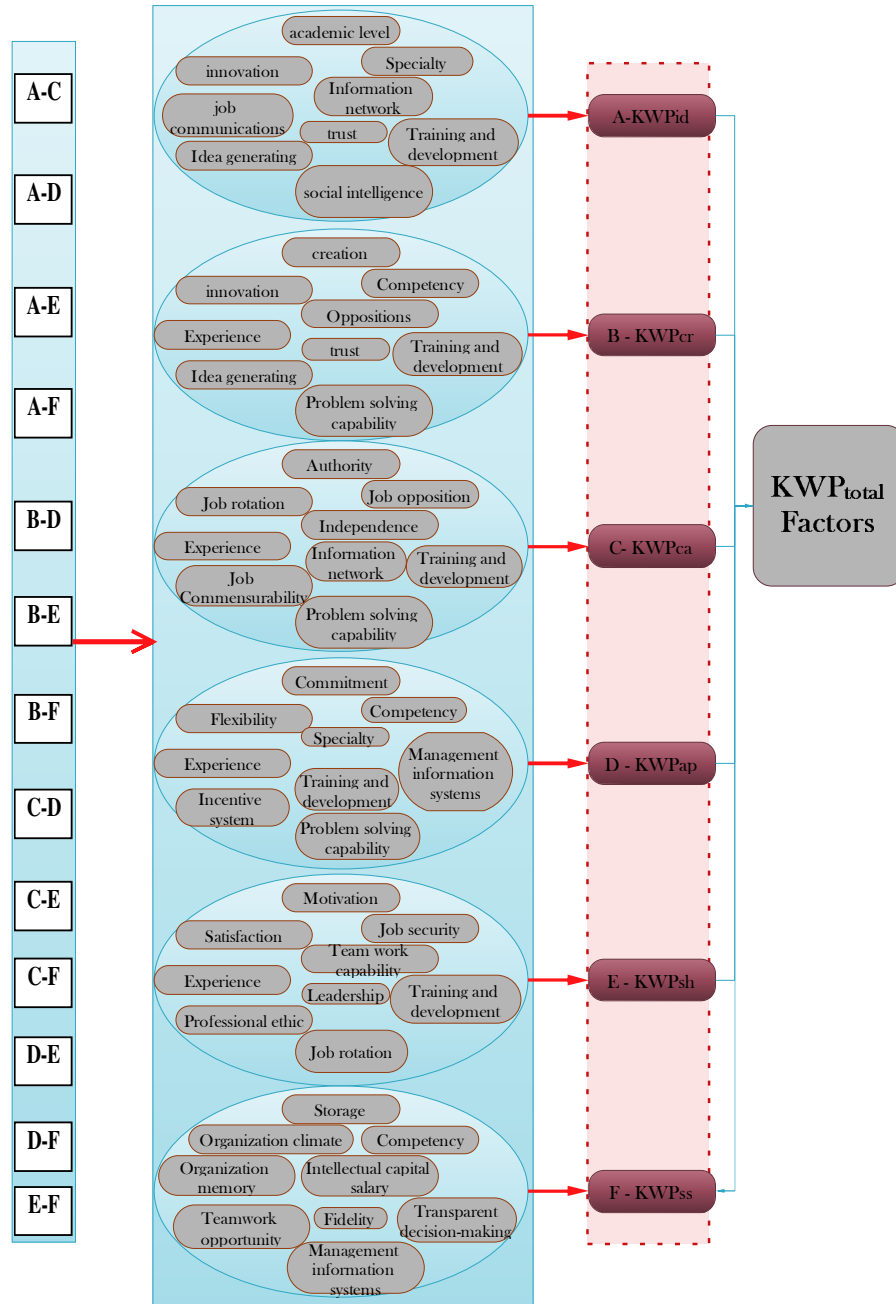 A-C
A-D
A-E
A-F
B-D
B-E
B-F
C-D
C-E
C-F
D-E
D-F
E-F
academic level
Specialty
innovation
Information
network
job
communications
trust
Training and
development
Idea generating
social intelligence
creation
Competency
innovation
Oppositions
Experience
trust
Training and
development
Idea generating
Problem solving
capability
Authority
Job opposition
Job rotation
Independence
Experience
Information
network
Training and
development
Job
Commensurability
Problem solving
capability
Commitment
Competency
Flexibility
Specialty
Management
information
systems
Experience
Training and
development
Incentive
system
Problem solving
capability
Motivation
Job security
Satisfaction
Team work
capability
Experience
Leadership
Training and
development
Professional ethic
Job rotation
Storage
Organization climate
Competency
Organization
memory
Intellectual capital
salary
Teamwork
opportunity
Fidelity
Transparent
decision-making
Management
information
systems
A-KWPid
B - KWPcr
C- KWPca
D - KWPap
E - KWPsh
F - KWPss
KWPtotal
Factors